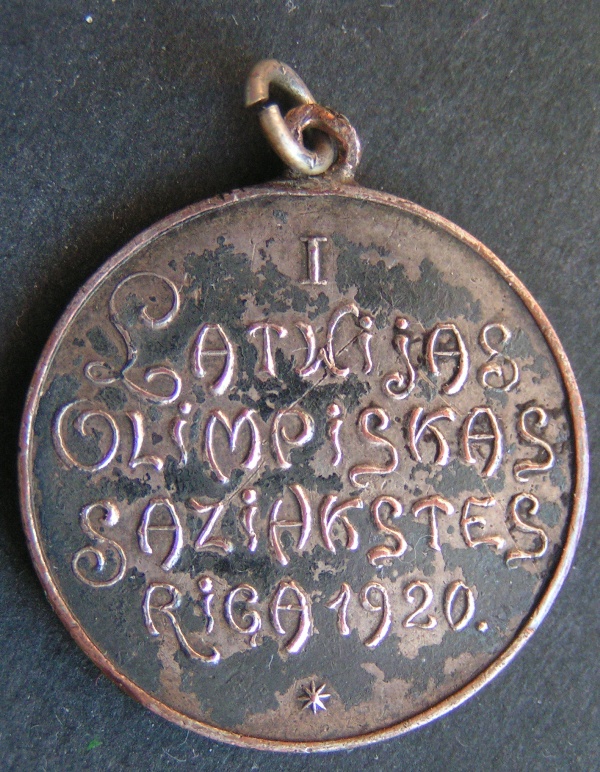 I
LATWiJAS
OLiMPiSKAS
SAZiHKSTES
RiGA 1920.